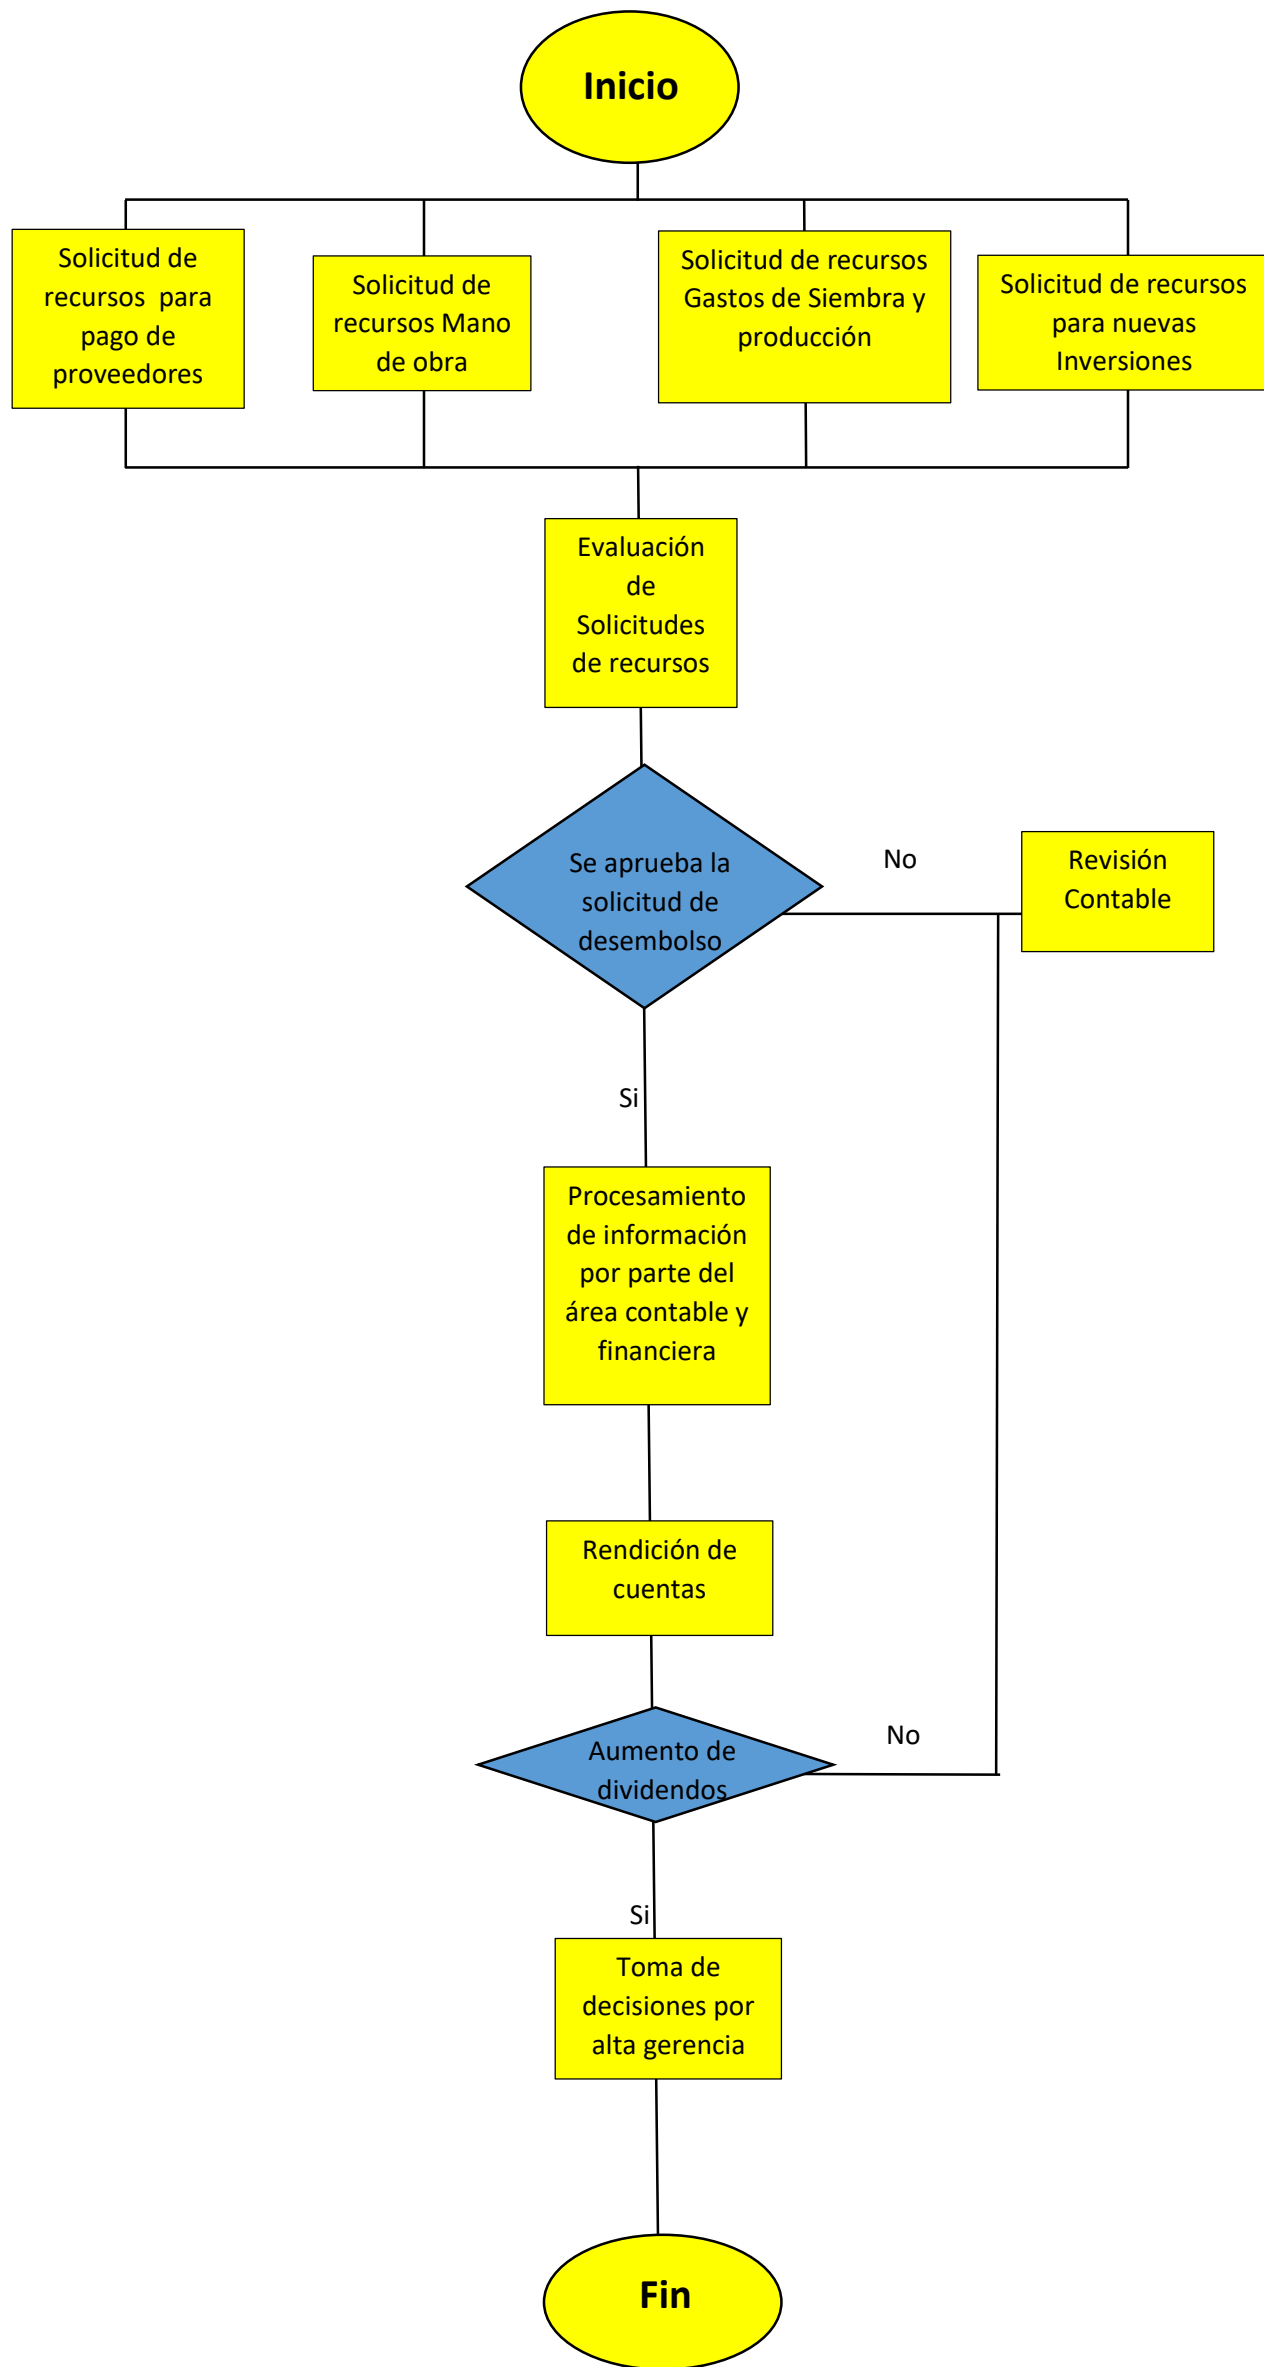 Inicio
Solicitud de
recursos para
pago de
proveedores
Solicitud de
recursos Mano
de obra
Solicitud de recursos
Gastos de Siembra y
producción
Solicitud de recursos
para nuevas
Inversiones
Evaluación
de
Solicitudes
de recursos
Se aprueba la
solicitud de
desembolso
No
Revisión
Contable
Si
Procesamiento
de información
por parte del
área contable y
financiera
Rendición de
cuentas
Aumento de
dividendos
No
Si
Toma de
decisiones por
alta gerencia
Fin